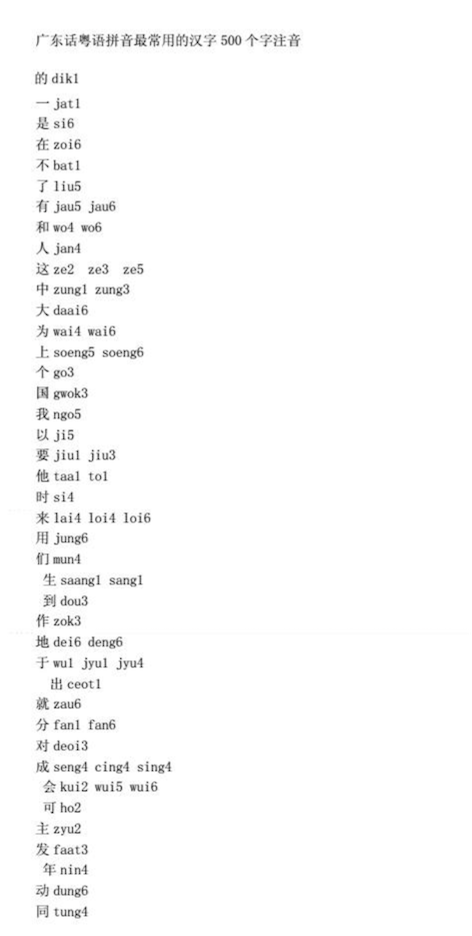 广东话粤语拼音最常用的汉字 500 个字注音
的 dik1
一 jat1
是 si6
在 zoi6
不 bat1
了 liu5
有 jau5 jau6
和 wo4 wo6
人 jan4
这 ze2 ze3 ze5
中 zung1 zung3
大 daai6
为 wai4 wai6
上 soeng5 soeng6
个 go3
国 gwok3
我 ngo5
以 ji5
要 jiu1 jiu3
他 taa1 to1
时 si4
来 lai4 loi4 loi6
用 jung6
们 mun4
生 saang1 sang1
到 dou3
作 zok3
地 dei6 deng6
于 wu1 jyu1 jyu4
出 ceot1
就 zau6
分 fan1 fan6
对 deoi3
成 seng4 cing4 sing4
会 kui2 wui5 wui6
可 ho2
主 zyu2
发 faat3
年 nin4
动 dung6
同 tung4